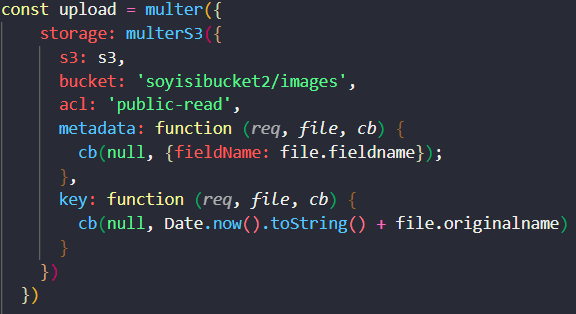 const upload = multer({
storage: multerS3({
s3: s3,
bucket: 'soyisibucket2/images',
acl: 'public-read',
metadata: function (req, file, cb) {
cb(null, {fieldName: file.fieldname});
},
key: function (req, file, cb) {
cb(null, Date.now().toString() + file.originalname)
}
})
})